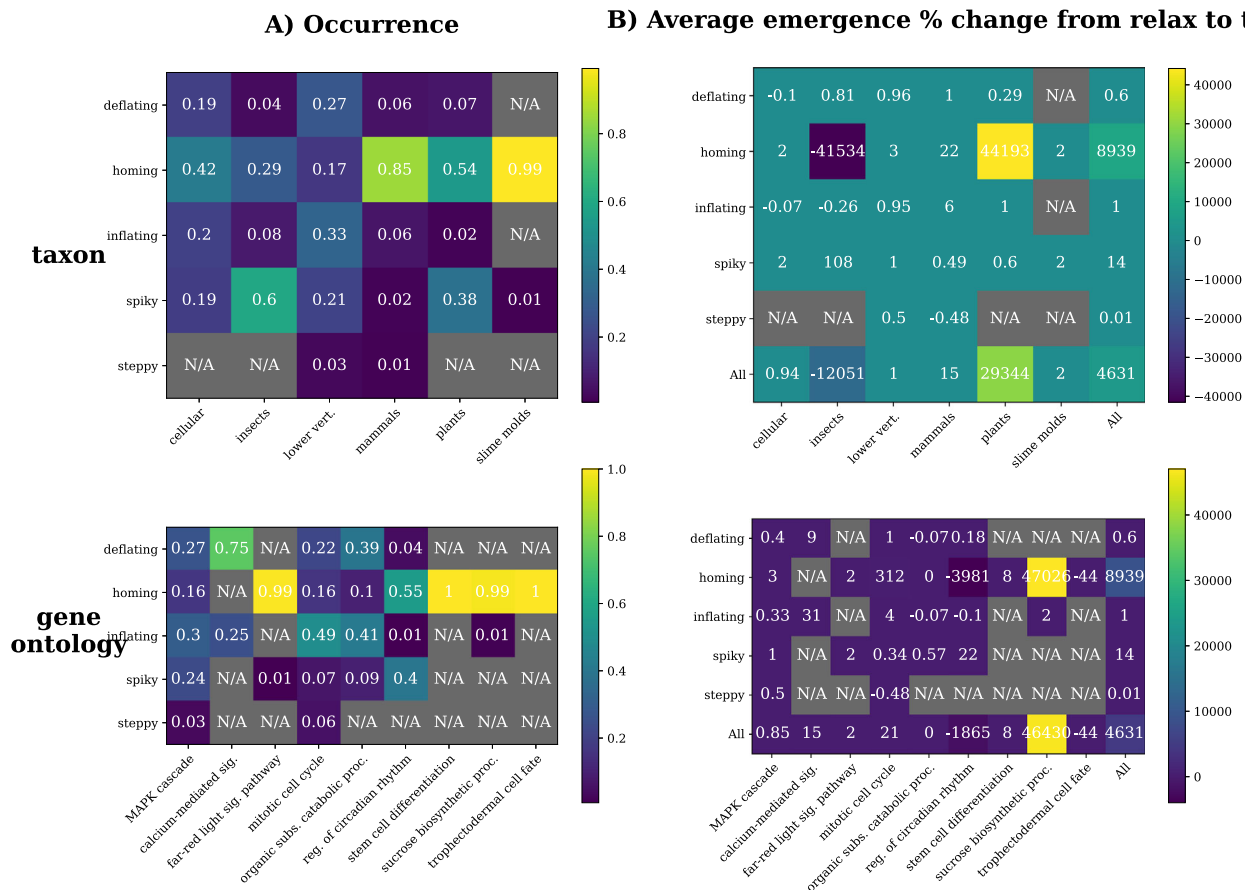 A) Occurrence
B) Average emergence % change from relax to t
taxon
deflating 0.19 0.04 0.27 0.06 0.07 N/A
homing 0.42 0.29 0.17 0.85 0.54 0.99
inflating 0.2 0.08 0.33 0.06 0.02 N/A
spiky 0.19 0.6 0.21 0.02 0.38 0.01
steppy N/A N/A 0.03 0.01 N/A N/A
cellular insects lower vert. mammals plants slime molds
0.8
0.6
0.4
0.2
deflating -0.1 0.81 0.96 1 0.29 N/A 0.6
homing 2 -41534 3 22 44193 2 8939
inflating -0.07 -0.26 0.95 6 1 N/A 1
spiky 2 108 1 0.49 0.6 2 14
steppy N/A N/A 0.5 -0.48 N/A N/A 0.01
All 0.94 -12051 1 15 29344 2 4631
cellular insects lower vert. mammals plants slime molds All
40000
30000
20000
10000
0
−10000
−20000
−30000
−40000
gene
ontology
deflating 0.27 0.75 N/A 0.22 0.39 0.04 N/A N/A N/A
homing 0.16 N/A 0.99 0.16 0.1 0.55 1 0.99 1
inflating 0.3 0.25 N/A 0.49 0.41 0.01 N/A 0.01 N/A
spiky 0.24 N/A 0.01 0.07 0.09 0.4 N/A N/A N/A
steppy 0.03 N/A N/A 0.06 N/A N/A N/A N/A N/A
MAPK cascade calcium-mediated sig. far-red light sig. pathway mitotic cell cycle organic subs. catabolic proc. reg. of circadian rhythm stem cell differentiation sucrose biosynthetic proc. trophectodermal cell fate
1.0
0.8
0.6
0.4
0.2
deflating 0.4 9 N/A 1 -0.07 0.18 N/A N/A N/A 0.6
homing 3 N/A 2 312 0 -3981 8 47026 -44 8939
inflating 0.33 31 N/A 4 -0.07 -0.1 N/A 2 N/A 1
spiky 1 N/A 2 0.34 0.57 22 N/A N/A N/A 14
steppy 0.5 N/A N/A -0.48 N/A N/A N/A N/A N/A 0.01
All 0.85 15 2 21 0 -1865 8 46430 -44 4631
MAPK cascade calcium-mediated sig. far-red light sig. pathway mitotic cell cycle organic subs. catabolic proc. reg. of circadian rhythm stem cell differentiation sucrose biosynthetic proc. trophectodermal cell fate All
40000
30000
20000
10000
0